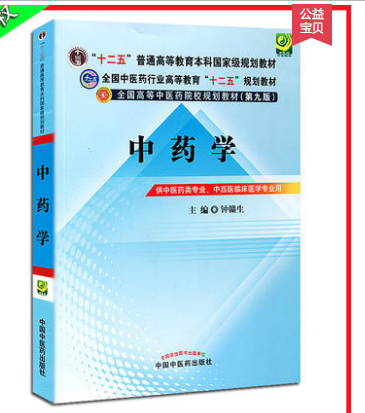 公益
宝贝
"十二五"普通高等教育本科国家级规划教材
全国中医药行业高等教育"十二五"规划教材
全国高等中医药院校规划教材(第九版)
中药学
供中医药类专业、中西医临床医学专业用
主编 钟赣生
中国中医药出版社
中药学
中国中医药出版社